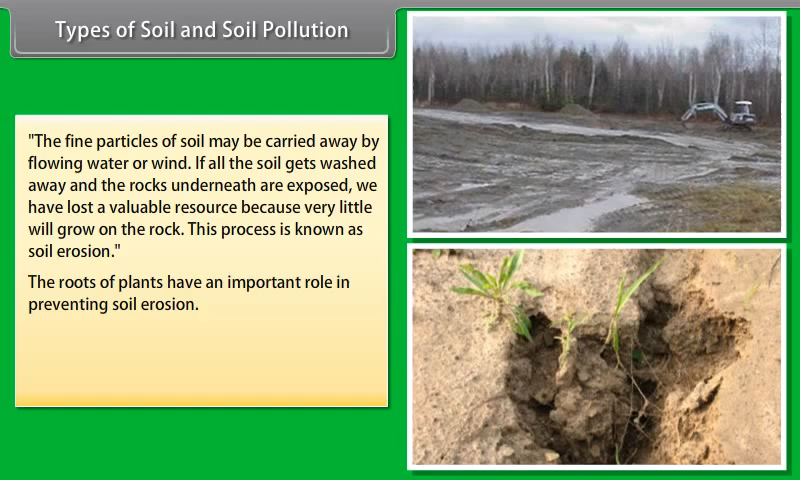 Types of Soil and Soil Pollution
"The fine particles of soil may be carried away by
flowing water or wind. If all the soil gets washed
away and the rocks underneath are exposed, we
have lost a valuable resource because very little
will grow on the rock. This process is known as
soil erosion."
The roots of plants have an important role in
preventing soil erosion.